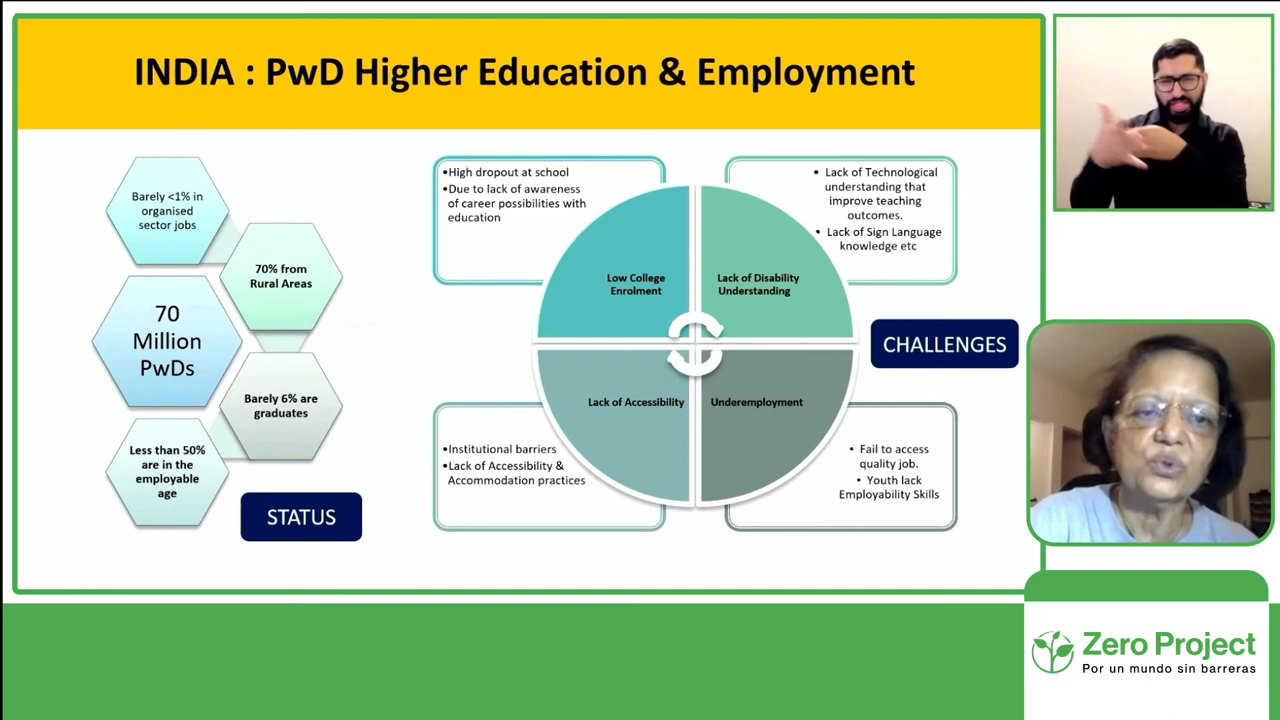 INDIA : PwD Higher Education & Employment
Barely <1% in
organised
sector jobs
70% from
Rural Areas
70
Million
PwDs
Barely 6% are
graduates
Less than 50%
are in the
employable
age
STATUS
•High dropout at school
•Due to lack of awareness
of career possibilities with
education
• Lack of Technological
understanding that
improve teaching
outcomes.
• Lack of Sign Language
knowledge etc
Low College
Enrolment
Lack of Disability
Understanding
CHALLENGES
Lack of Accessibility
Underemployment
•Institutional barriers
•Lack of Accessibility &
Accommodation practices
• Fail to access
quality job.
• Youth lack
Employability Skills
Zero Project
Por un mundo sin barreras